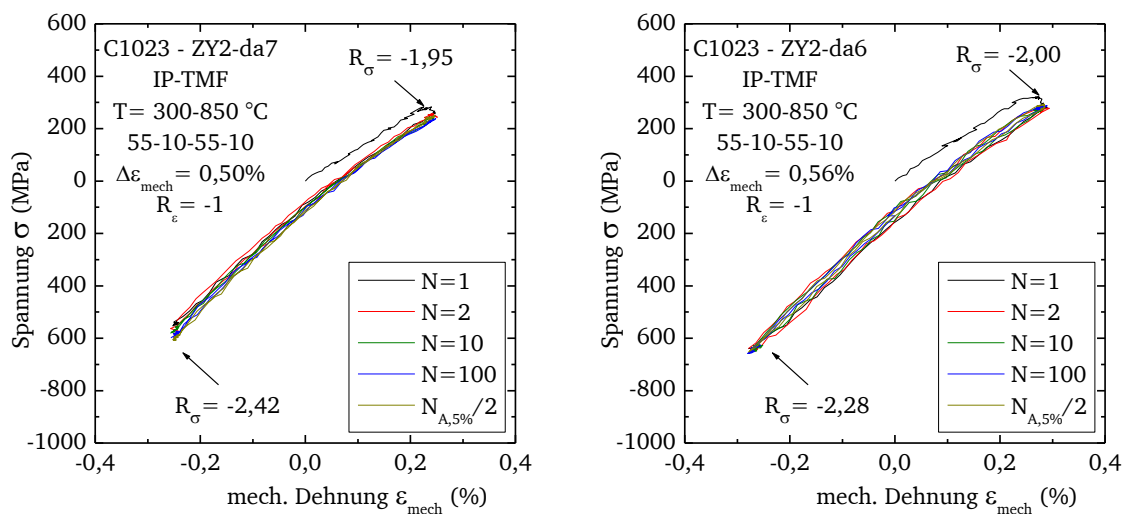 C1023 - ZY2-da7
IP-TMF
T= 300-850 °C
55-10-55-10
Δε_mech = 0,50%
R_ε = -1
R_σ = -1,95
R_σ = -2,42
N=1
N=2
N=10
N=100
N_A,5%/2
600
400
200
0
200
400
600
-800
-1000
Spannung σ (MPa)
-0,4
-0,2
0,0
0,2
0,4
mech. Dehnung ε_mech (%)
C1023 - ZY2-da6
IP-TMF
T= 300-850 °C
55-10-55-10
Δε_mech = 0,56%
R_ε = -1
R_σ = -2,00
R_σ = -2,28
N=1
N=2
N=10
N=100
N_A,5%/2
600
400
200
0
200
400
600
-800
-1000
Spannung σ (MPa)
-0,4
-0,2
0,0
0,2
0,4
mech. Dehnung ε_mech (%)